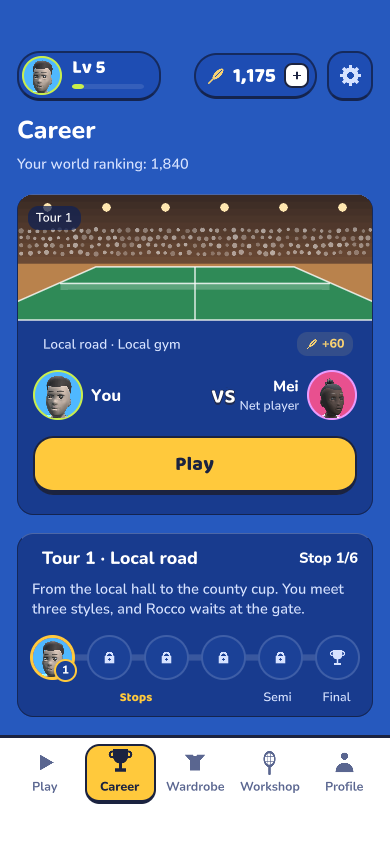 Lv 5
1,175
+
Career
Your world ranking: 1,840
Tour 1
Local road · Local gym
+60
You
VS
Mei
Net player
Play
Tour 1 · Local road
Stop 1/6
From the local hall to the county cup. You meet
three styles, and Rocco waits at the gate.
1
Stops
Semi
Final
Play
Career
Wardrobe
Workshop
Profile